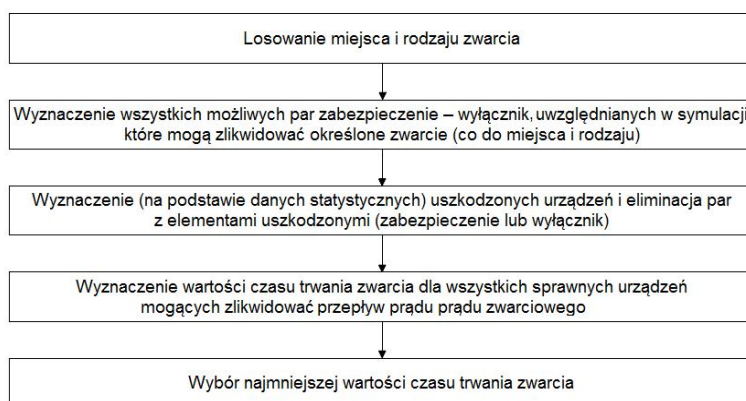 Losowanie miejsca i rodzaju zwarcia
Wyznaczenie wszystkich możliwych par zabezpieczenie – wyłącznik, uwzględnianych w symulacji
które mogą zlikwidować określone zwarcie (co do miejsca i rodzaju)
Wyznaczenie (na podstawie danych statystycznych) uszkodzonych urządzeń i eliminacja par
z elementami uszkodzonymi (zabezpieczenie lub wyłącznik)
Wyznaczenie wartości czasu trwania zwarcia dla wszystkich sprawnych urządzeń
mogących zlikwidować przepływ prądu prądu zwarciowego
Wybór najmniejszej wartości czasu trwania zwarcia